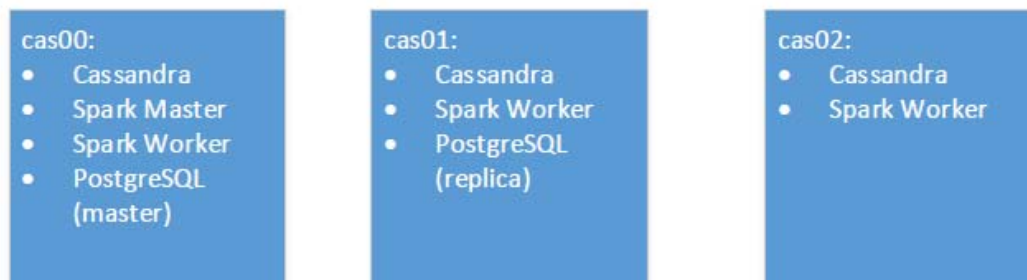 cas00:
• Cassandra
• Spark Master
• Spark Worker
• PostgreSQL
(master)
cas01:
• Cassandra
• Spark Worker
• PostgreSQL
(replica)
cas02:
• Cassandra
• Spark Worker